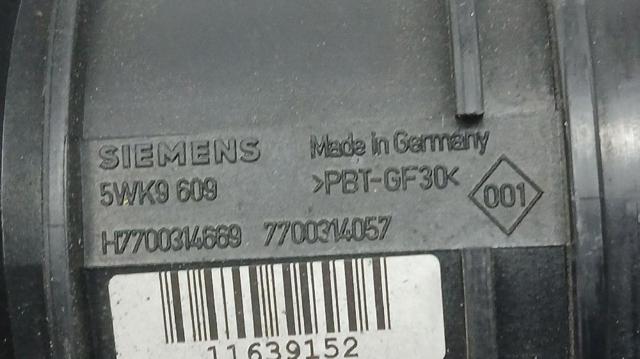 SIEMENS
Made in Germany
5WK9 609
>PBT-GF30<
001
H7700314669 7700314057
11639152